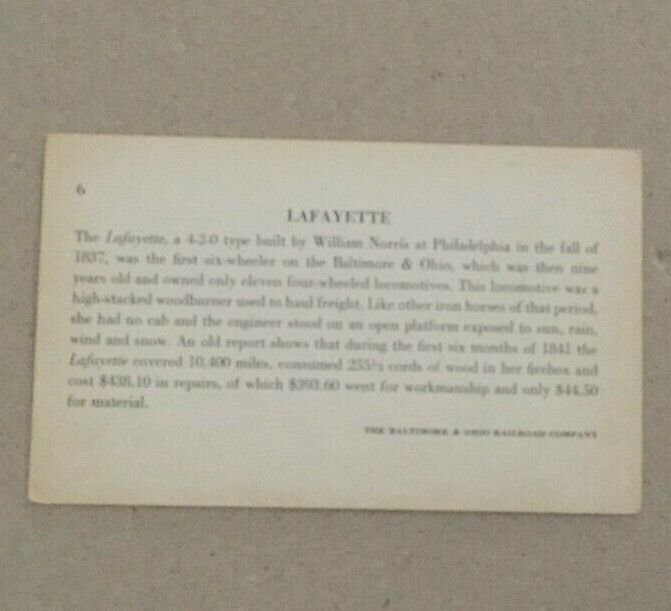 6
LAFAYETTE
The Lafayette, a 4-2-0 type built by William Norris at Philadelphia in the fall of
1837, was the first six-wheeler on the Baltimore & Ohio, which was then nine
years old and owned only eleven four-wheeled locomotives. This locomotive was a
high-stacked woodburner used to haul freight. Like other iron horses of that period,
she had no cab and the engineer stood on an open platform exposed to sun, rain,
wind and snow. An old report shows that during the first six months of 1841 the
Lafayette covered 10,400 miles, consumed cords of wood in her firebox and
cost $438.10 in repairs, of which $393.60 went for workmanship and only $44.50
for material.
THE BALTIMORE & OHIO RAILROAD COMPANY